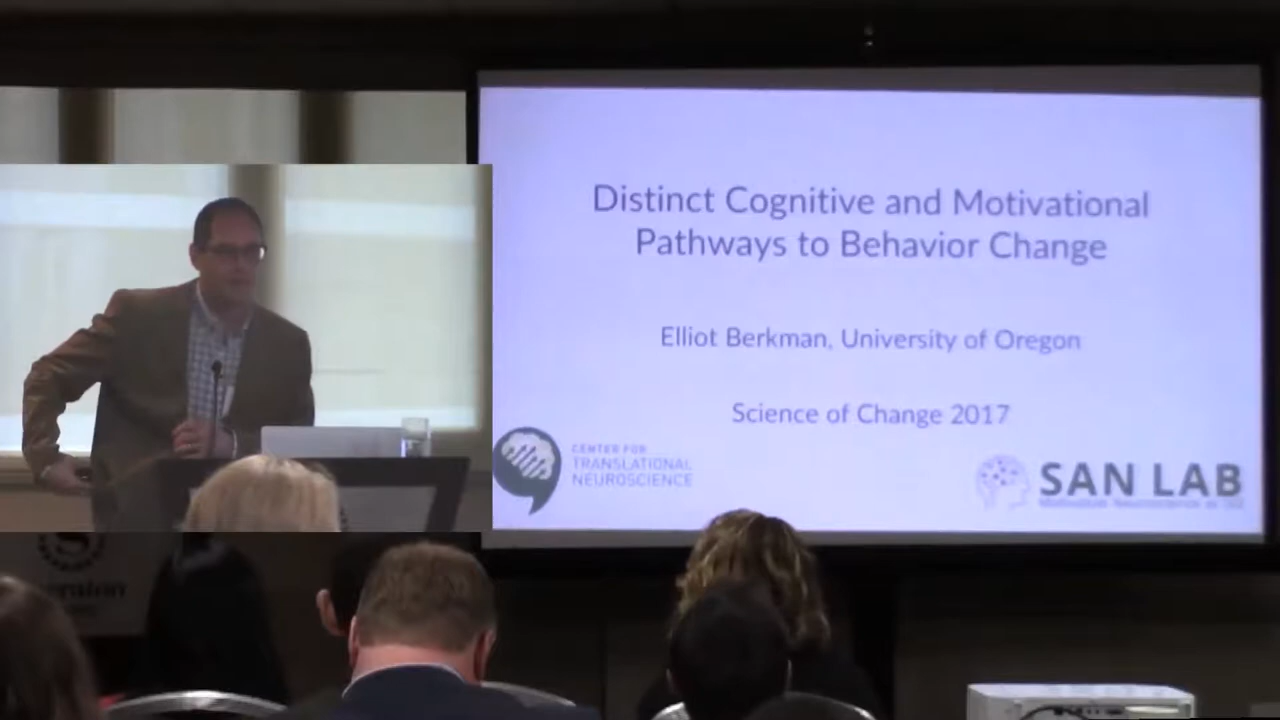 Distinct Cognitive and Motivational
Pathways to Behavior Change
Elliot Berkman, University of Oregon
Science of Change 2017
CENTER FOR
TRANSLATIONAL
NEUROSCIENCE
SAN LAB